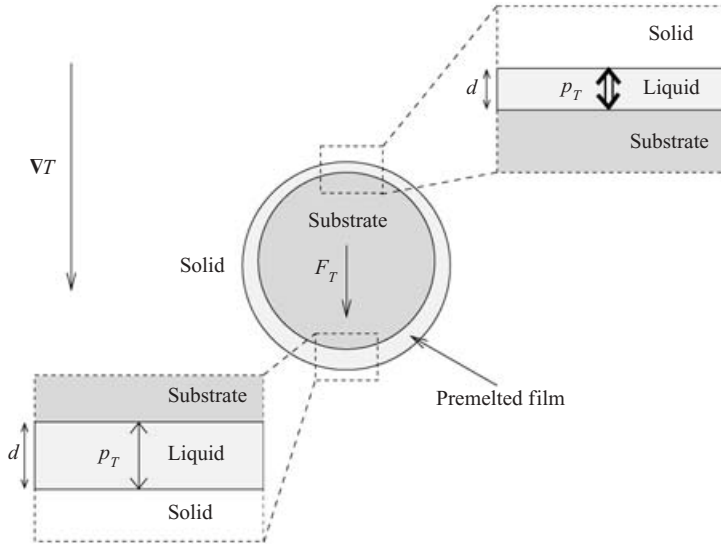 Solid
d
p_T
Liquid
Substrate
∇T
Substrate
Solid
F_T
Premelted film
Substrate
d
p_T
Liquid
Solid